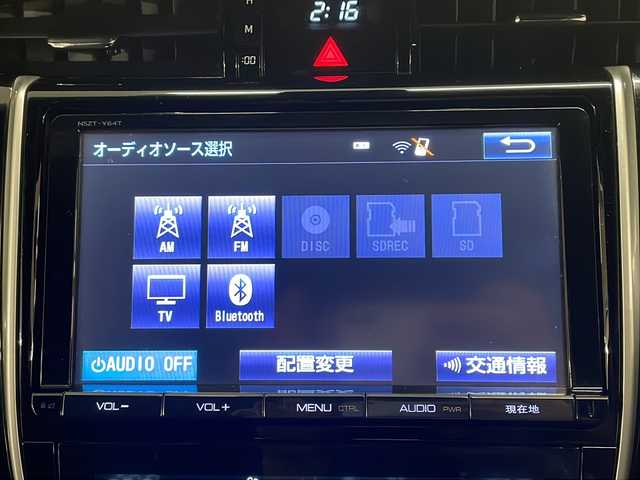 H
2:16
M
:00
NSZT-Y64T
オーディオソース選択
AM
FM
DISC
SDREC
SD
TV
Bluetooth
AUDIO OFF
配置変更
交通情報
VOL−
VOL+
MENU CTRL
AUDIO PWR
現在地